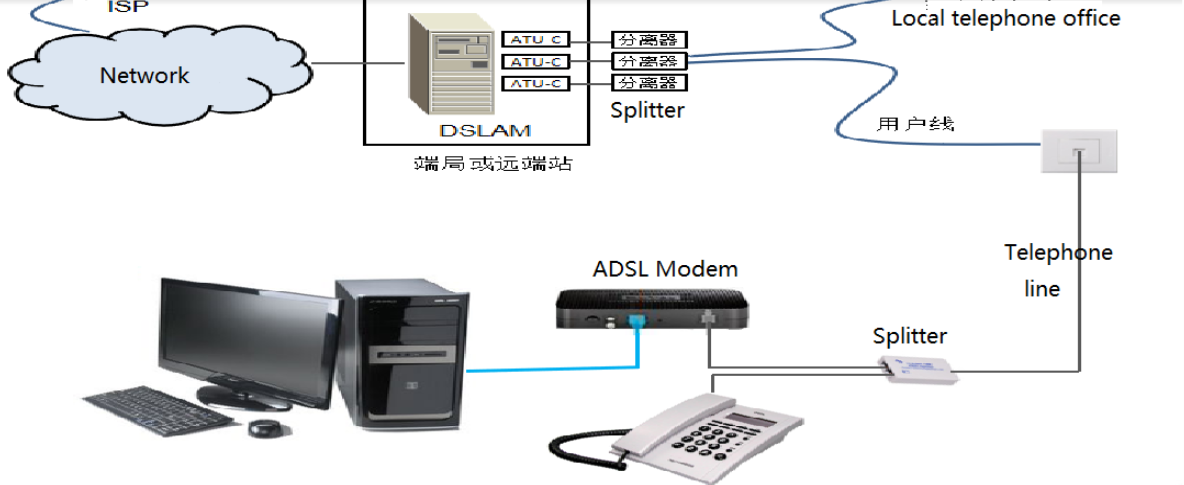 ISP
Local telephone office
Network
ATU-C
分离器
ATU-C
分离器
ATU-C
分离器
Splitter
DSLAM
用户线
端局或远端站
Telephone
line
ADSL Modem
Splitter